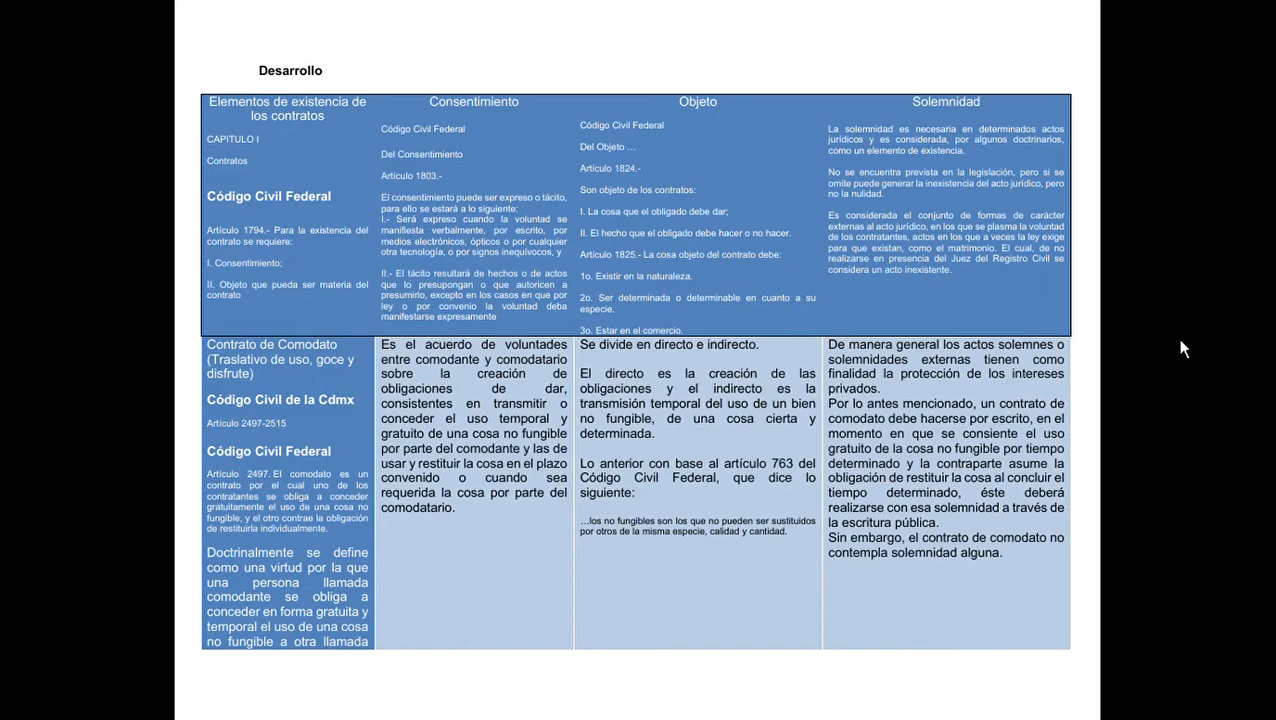 Desarrollo
Elementos de existencia de
los contratos
CAPITULO I
Contratos
Código Civil Federal
Artículo 1794.- Para la existencia del
contrato se requiere:
I. Consentimiento;
II. Objeto que pueda ser materia del
contrato
Consentimiento
Código Civil Federal
Del Consentimiento
Artículo 1803.-
El consentimiento puede ser expreso o tácito,
para ello se estará a lo siguiente:
I.- Será expreso cuando la voluntad se
manifiesta verbalmente, por escrito, por
medios electrónicos, ópticos o por cualquier
otra tecnología, o por signos inequívocos, y
II.- El tácito resultará de hechos o de actos
que lo presupongan o que autoricen a
presumirlo, excepto en los casos en que por
ley o por convenio la voluntad deba
manifestarse expresamente
Objeto
Código Civil Federal
Del Objeto …
Artículo 1824.-
Son objeto de los contratos:
I. La cosa que el obligado debe dar;
II. El hecho que el obligado debe hacer o no hacer.
Artículo 1825.- La cosa objeto del contrato debe:
1o. Existir en la naturaleza.
2o. Ser determinada o determinable en cuanto a su
especie.
3o. Estar en el comercio.
Solemnidad
La solemnidad es necesaria en determinados actos
jurídicos y es considerada, por algunos doctrinarios,
como un elemento de existencia.
No se encuentra prevista en la legislación, pero si se
omite puede generar la inexistencia del acto jurídico, pero
no la nulidad.
Es considerada el conjunto de formas de carácter
externas al acto jurídico, en los que se plasma la voluntad
de los contratantes, actos en los que a veces la ley exige
para que existan, como el matrimonio. El cual, de no
realizarse en presencia del Juez del Registro Civil se
considera un acto inexistente.
Contrato de Comodato
(Traslativo de uso, goce y
disfrute)
Código Civil de la Cdmx
Artículo 2497-2515
Código Civil Federal
Artículo 2497. El comodato es un
contrato por el cual uno de los
contratantes se obliga a conceder
gratuitamente el uso de una cosa no
fungible, y el otro contrae la obligación
de restituirla individualmente.
Doctrinalmente se define
como una virtud por la que
una persona llamada
comodante se obliga a
conceder en forma gratuita y
temporal el uso de una cosa
no fungible a otra llamada
Es el acuerdo de voluntades
entre comodante y comodatario
sobre la creación de
obligaciones de dar,
consistentes en transmitir o
conceder el uso temporal y
gratuito de una cosa no fungible
por parte del comodante y las de
usar y restituir la cosa en el plazo
convenido o cuando sea
requerida la cosa por parte del
comodatario.
Se divide en directo e indirecto.
El directo es la creación de las
obligaciones y el indirecto es la
transmisión temporal del uso de un bien
no fungible, de una cosa cierta y
determinada.
Lo anterior con base al artículo 763 del
Código Civil Federal, que dice lo
siguiente:
…los no fungibles son los que no pueden ser sustituidos
por otros de la misma especie, calidad y cantidad.
De manera general los actos solemnes o
solemnidades externas tienen como
finalidad la protección de los intereses
privados.
Por lo antes mencionado, un contrato de
comodato debe hacerse por escrito, en el
momento en que se consiente el uso
gratuito de la cosa no fungible por tiempo
determinado y la contraparte asume la
obligación de restituir la cosa al concluir el
tiempo determinado, éste deberá
realizarse con esa solemnidad a través de
la escritura pública.
Sin embargo, el contrato de comodato no
contempla solemnidad alguna.